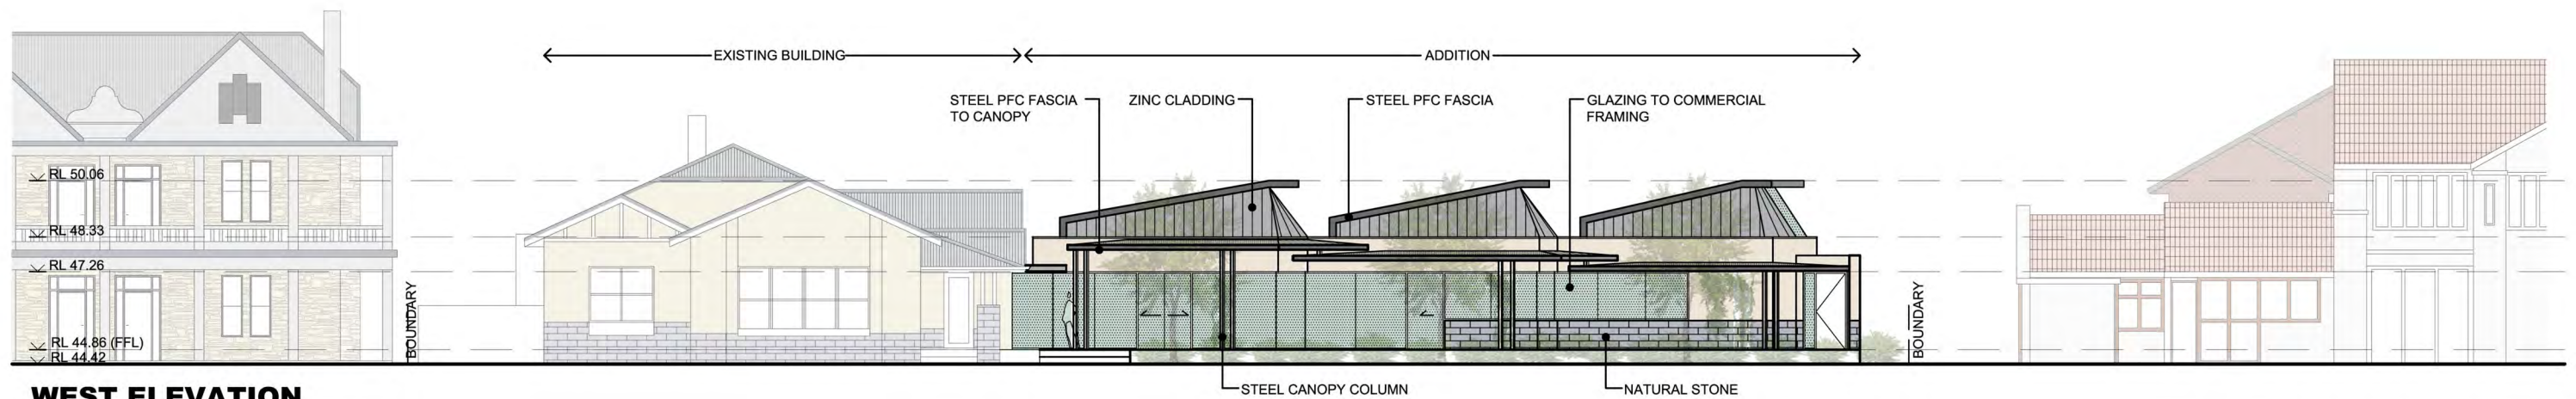 EXISTING BUILDING
ADDITION
STEEL PFC FASCIA
TO CANOPY
ZINC CLADDING
STEEL PFC FASCIA
GLAZING TO COMMERCIAL
FRAMING
RL 50.06
RL 48.33
RL 47.26
RL 44.86 (FFL)
RL 44.42
BOUNDARY
BOUNDARY
STEEL CANOPY COLUMN
NATURAL STONE
WEST ELEVATION